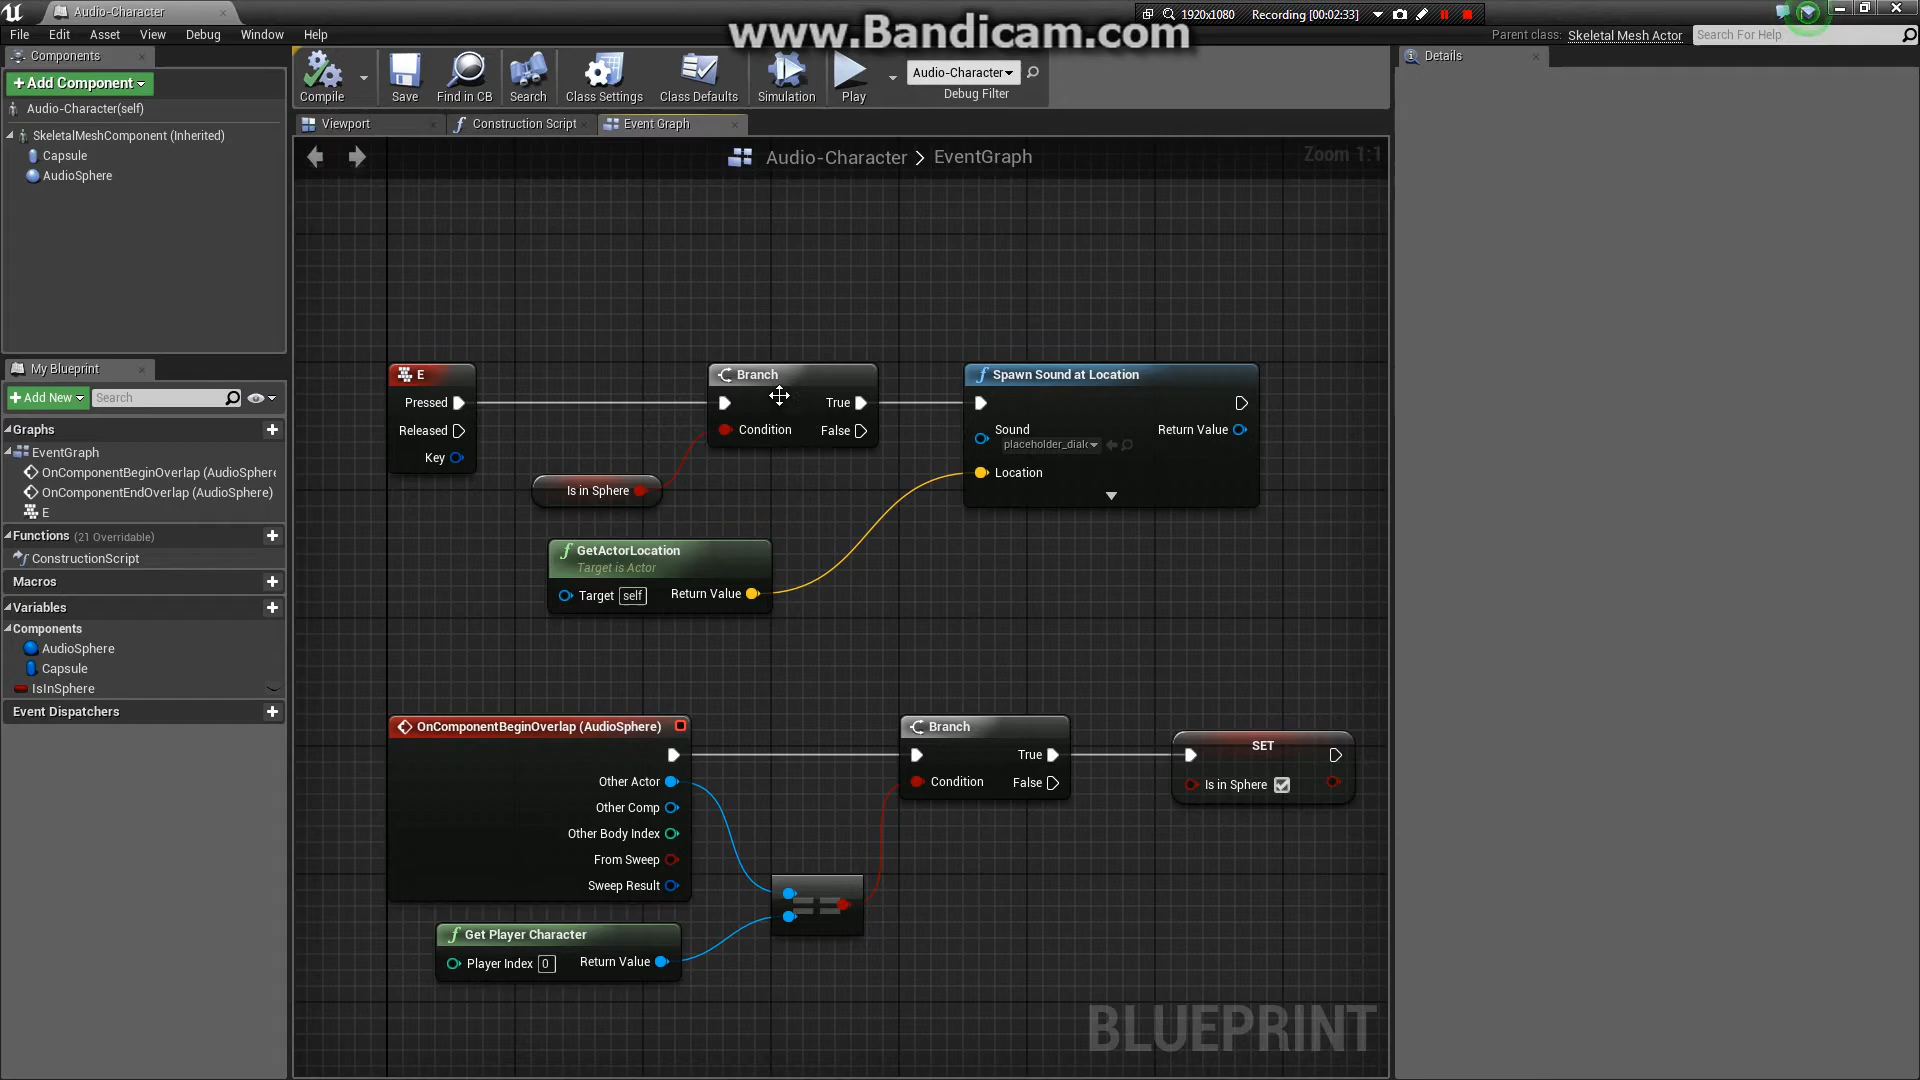 Audio-Character
www.Bandicam.com
1920x1080 Recording [00:02:33]
File Edit Asset View Debug Window Help
Parent class: Skeletal Mesh Actor Search For Help
Components
+Add Component
Audio-Character(self)
SkeletalMeshComponent (Inherited)
Capsule
AudioSphere
Compile
Save
Find in CB
Search
Class Settings
Class Defaults
Simulation
Play
Audio-Character
Debug Filter
Details
Viewport
Construction Script
Event Graph
Audio-Character > EventGraph
Zoom 1:1
My Blueprint
+Add New
Search
Graphs
EventGraph
OnComponentBeginOverlap (AudioSphere
OnComponentEndOverlap (AudioSphere)
E
Functions (21 Overridable)
ConstructionScript
Macros
Variables
Components
AudioSphere
Capsule
IsInSphere
Event Dispatchers
E
Pressed
Released
Key
Branch
True
Condition
False
Is in Sphere
GetActorLocation
Target is Actor
Target self
Return Value
Spawn Sound at Location
Sound
Return Value
Location
OnComponentBeginOverlap (AudioSphere)
Other Actor
Other Comp
Other Body Index
From Sweep
Sweep Result
Get Player Character
Player Index 0
Return Value
==
Branch
True
Condition
False
SET
Is in Sphere
BLUEPRINT